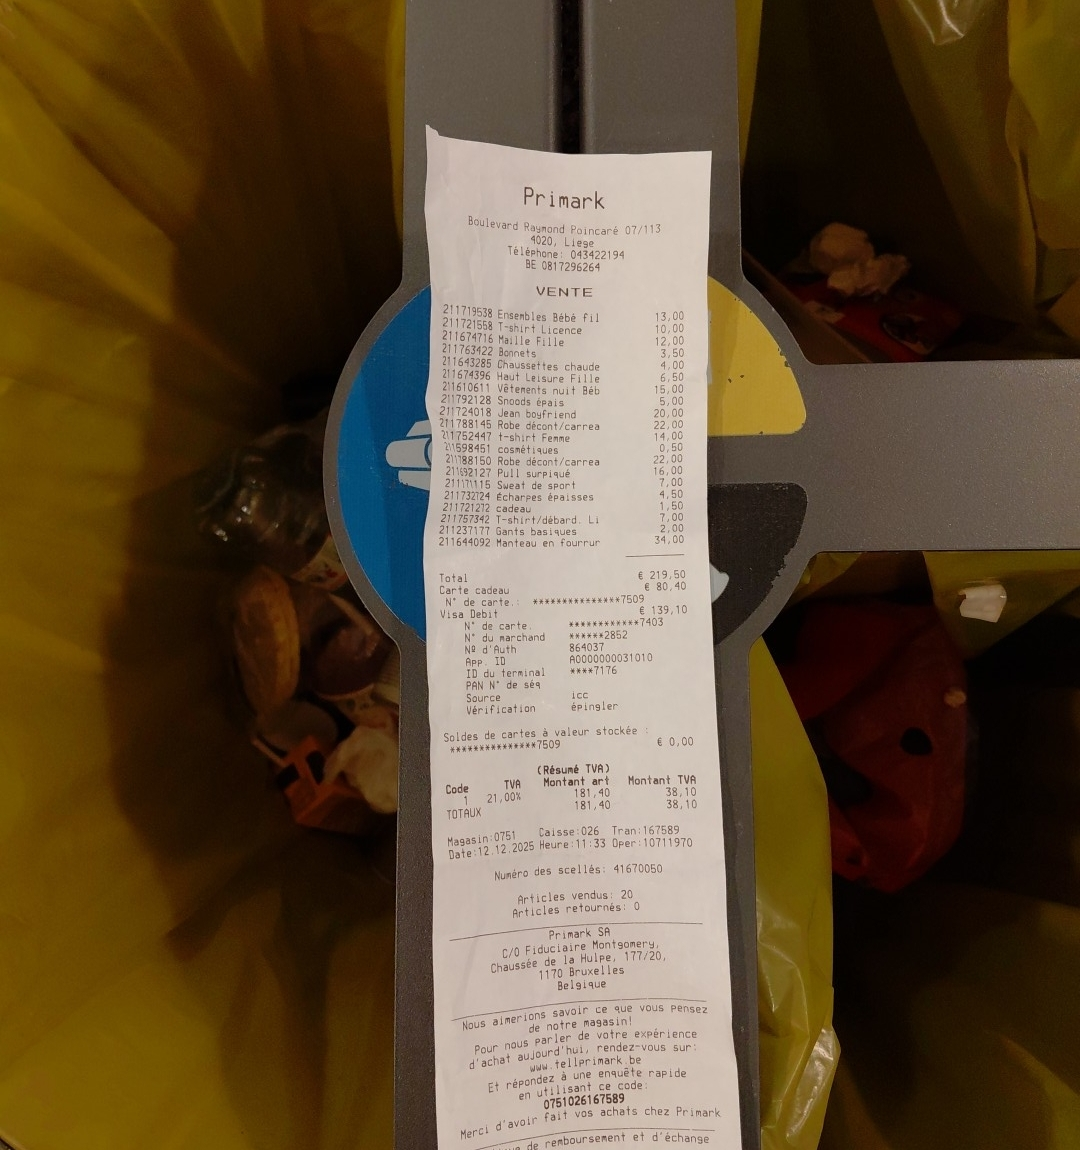 Primark
Boulevard Raymond Poincaré 07/113
4020, Liege
Téléphone: 043422194
BE 0817296264
VENTE
211719538 Ensembles Bébé fil 13,00
211721558 T-shirt Licence 10,00
211674716 Maille Fille 12,00
211763422 Bonnets 3,50
211643285 Chaussettes chaude 4,00
211674396 Haut Leisure Fille 6,50
211610611 Vêtements nuit Béb 15,00
211792128 Snoods épais 5,00
211724018 Jean boyfriend 20,00
211788145 Robe décont/carrea 22,00
211752447 t-shirt Femme 14,00
211598451 cosmétiques 0,50
211788150 Robe décont/carrea 22,00
211692127 Pull surpiqué 16,00
211171115 Sweat de sport 7,00
211732724 Écharpes épaisses 4,50
211721272 cadeau 1,50
211757342 T-shirt/débard. Li 7,00
211237177 Gants basiques 2,00
211644092 Manteau en fourrur 34,00
Total € 219,50
Carte cadeau € 80,40
N° de carte.: ***************7509
Visa Debit € 139,10
N° de carte. ************7403
N° du marchand ******2852
Nº d'Auth 864037
App. ID A0000000031010
ID du terminal ****7176
PAN N° de séq
Source icc
Vérification épingler
Soldes de cartes à valeur stockée :
***************7509 € 0,00
(Résumé TVA)
Code TVA Montant art Montant TVA
1 21,00% 181,40 38,10
TOTAUX 181,40 38,10
Magasin:0751 Caisse:026 Tran:167589
Date:12.12.2025 Heure:11:33 Oper:10711970
Numéro des scellés: 41670050
Articles vendus: 20
Articles retournés: 0
Primark SA
C/O Fiduciaire Montgomery,
Chaussée de la Hulpe, 177/20,
1170 Bruxelles
Belgique
Nous aimerions savoir ce que vous pensez
de notre magasin!
Pour nous parler de votre expérience
d'achat aujourd'hui, rendez-vous sur:
www.tellprimark.be
Et répondez à une enquête rapide
en utilisant ce code:
0751026167589
Merci d'avoir fait vos achats chez Primark
de remboursement et d'échange